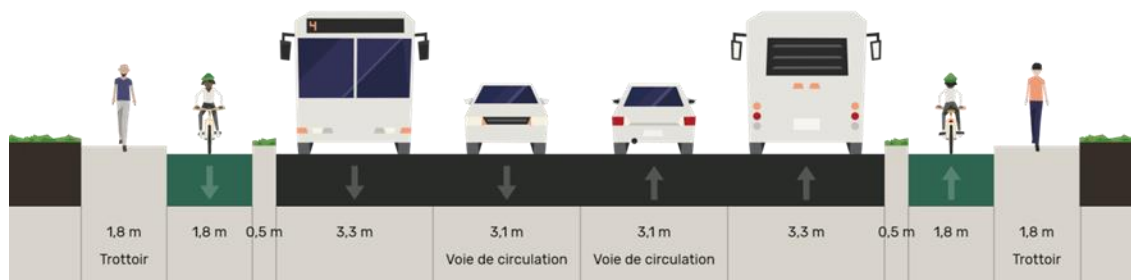 4
1,8 m
Trottoir
1,8 m
0,5 m
3,3 m
3,1 m
Voie de circulation
3,1 m
Voie de circulation
3,3 m
0,5 m
1,8 m
1,8 m
Trottoir